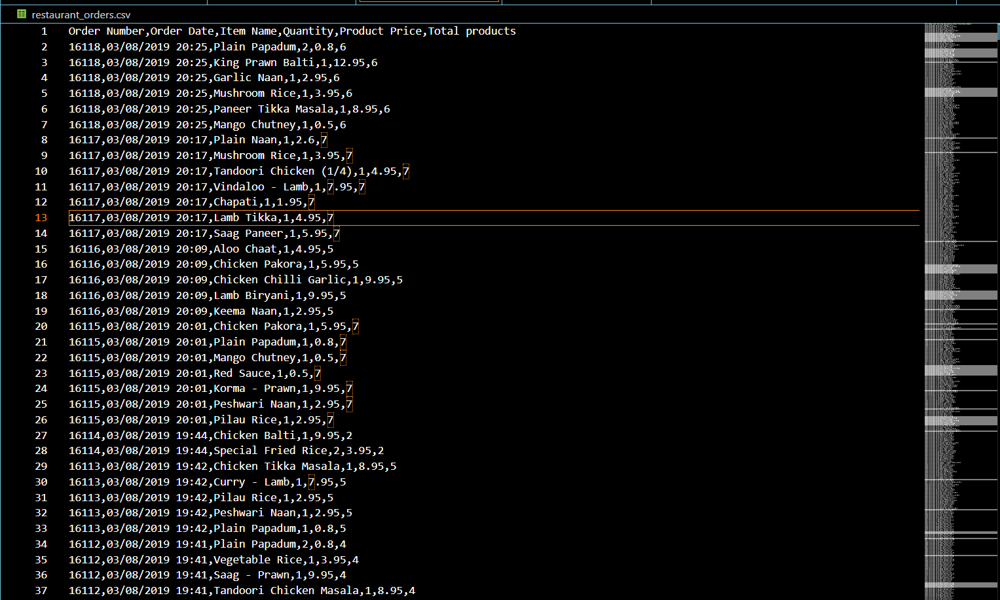 restaurant_orders.csv
1 Order Number,Order Date,Item Name,Quantity,Product Price,Total products
2 16118,03/08/2019 20:25,Plain Papadum,2,0.8,6
3 16118,03/08/2019 20:25,King Prawn Balti,1,12.95,6
4 16118,03/08/2019 20:25,Garlic Naan,1,2.95,6
5 16118,03/08/2019 20:25,Mushroom Rice,1,3.95,6
6 16118,03/08/2019 20:25,Paneer Tikka Masala,1,8.95,6
7 16118,03/08/2019 20:25,Mango Chutney,1,0.5,6
8 16117,03/08/2019 20:17,Plain Naan,1,2.6,7
9 16117,03/08/2019 20:17,Mushroom Rice,1,3.95,7
10 16117,03/08/2019 20:17,Tandoori Chicken (1/4),1,4.95,7
11 16117,03/08/2019 20:17,Vindaloo - Lamb,1,7.95,7
12 16117,03/08/2019 20:17,Chapati,1,1.95,7
13 16117,03/08/2019 20:17,Lamb Tikka,1,4.95,7
14 16117,03/08/2019 20:17,Saag Paneer,1,5.95,7
15 16116,03/08/2019 20:09,Aloo Chaat,1,4.95,5
16 16116,03/08/2019 20:09,Chicken Pakora,1,5.95,5
17 16116,03/08/2019 20:09,Chicken Chilli Garlic,1,9.95,5
18 16116,03/08/2019 20:09,Lamb Biryani,1,9.95,5
19 16116,03/08/2019 20:09,Keema Naan,1,2.95,5
20 16115,03/08/2019 20:01,Chicken Pakora,1,5.95,7
21 16115,03/08/2019 20:01,Plain Papadum,1,0.8,7
22 16115,03/08/2019 20:01,Mango Chutney,1,0.5,7
23 16115,03/08/2019 20:01,Red Sauce,1,0.5,7
24 16115,03/08/2019 20:01,Korma - Prawn,1,9.95,7
25 16115,03/08/2019 20:01,Peshwari Naan,1,2.95,7
26 16115,03/08/2019 20:01,Pilau Rice,1,2.95,7
27 16114,03/08/2019 19:44,Chicken Balti,1,9.95,2
28 16114,03/08/2019 19:44,Special Fried Rice,2,3.95,2
29 16113,03/08/2019 19:42,Chicken Tikka Masala,1,8.95,5
30 16113,03/08/2019 19:42,Curry - Lamb,1,7.95,5
31 16113,03/08/2019 19:42,Pilau Rice,1,2.95,5
32 16113,03/08/2019 19:42,Peshwari Naan,1,2.95,5
33 16113,03/08/2019 19:42,Plain Papadum,1,0.8,5
34 16112,03/08/2019 19:41,Plain Papadum,2,0.8,4
35 16112,03/08/2019 19:41,Vegetable Rice,1,3.95,4
36 16112,03/08/2019 19:41,Saag - Prawn,1,9.95,4
37 16112,03/08/2019 19:41,Tandoori Chicken Masala,1,8.95,4